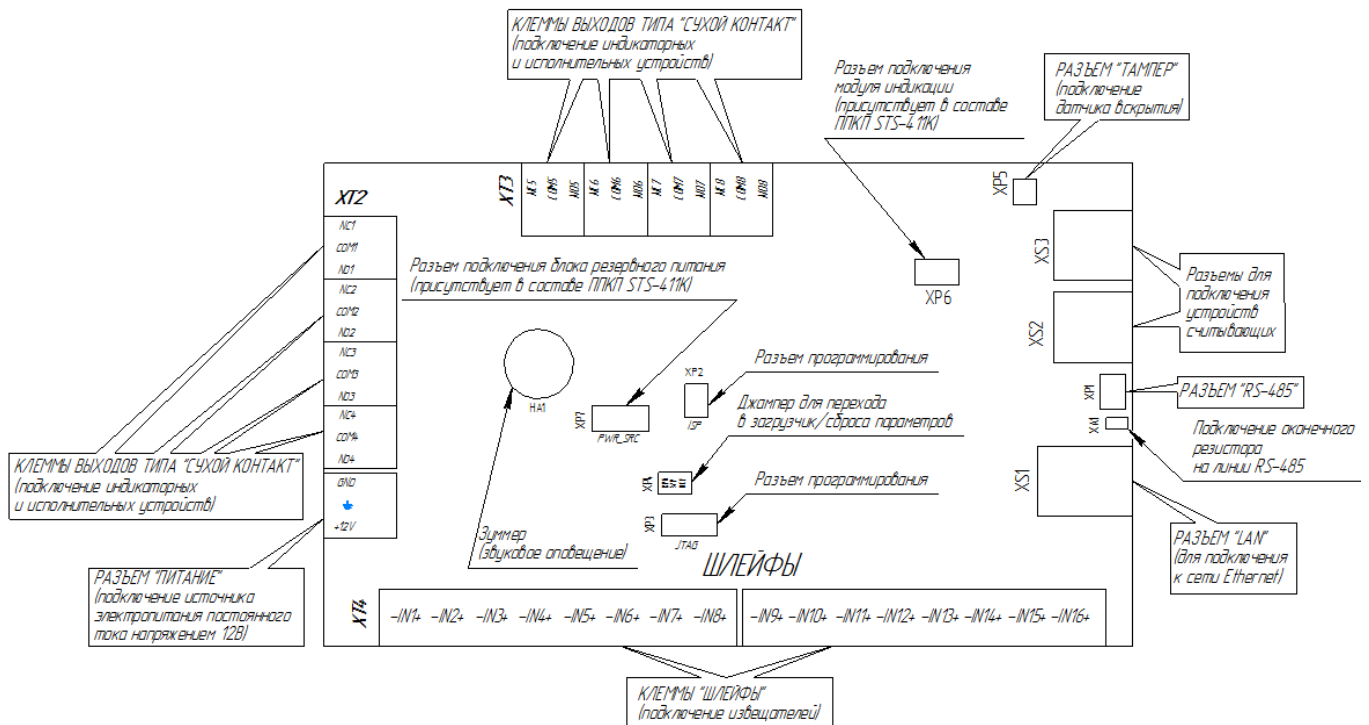 КЛЕММЫ ВЫХОДОВ ТИПА "СУХОЙ КОНТАКТ"
(подключение индикаторных
и исполнительных устройств)
Разъем подключения
модуля индикации
(присутствует в составе
ППКП STS-411К)
РАЗЪЕМ "ТАМПЕР"
(подключение
датчика вскрытия)
XT3
NC5
COM5
NO5
NC6
COM6
NO6
NC7
COM7
NO7
NC8
COM8
NO8
XP5
XT2
NC1
COM1
NO1
NC2
COM2
NO2
NC3
COM3
NO3
NC4
COM4
NO4
GND
+12V
Разъем подключения блока резервного питания
(присутствует в составе ППКП STS-411К)
XP6
XS3
XS2
Разъемы для
подключения
устройств
считывающих
HA1
XP7
PWR_SRC
XP2
ISP
Разъем программирования
Джампер для перехода
в загрузчик/сброса параметров
XP4
Разъем программирования
XP3
JTAG
XP1
РАЗЪЕМ "RS-485"
XA1
Подключение оконечного
резистора
на линии RS-485
XS1
КЛЕММЫ ВЫХОДОВ ТИПА "СУХОЙ КОНТАКТ"
(подключение индикаторных
и исполнительных устройств)
Зуммер
(звуковое оповещение)
РАЗЪЕМ "LAN"
(для подключения
к сети Ethernet)
РАЗЪЕМ "ПИТАНИЕ"
(подключение источника
электропитания постоянного
тока напряжением 12В)
ШЛЕЙФЫ
XT4
-IN1+ -IN2+ -IN3+ -IN4+ -IN5+ -IN6+ -IN7+ -IN8+ -IN9+ -IN10+ -IN11+ -IN12+ -IN13+ -IN14+ -IN15+ -IN16+
КЛЕММЫ "ШЛЕЙФЫ"
(подключение извещателей)